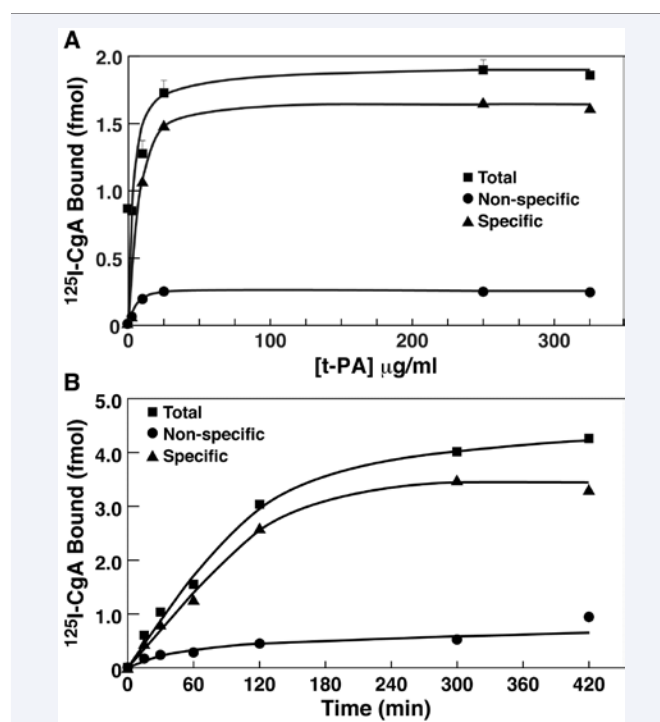 A
2.0
1.5
1.0
0.5
0
¹²⁵I-CgA Bound (fmol)
Total
Non-specific
Specific
0 100 200 300
[t-PA] μg/ml
B
5.0
4.0
3.0
2.0
1.0
0.0
¹²⁵I-CgA Bound (fmol)
Total
Non-specific
Specific
0 60 120 180 240 300 360 420
Time (min)